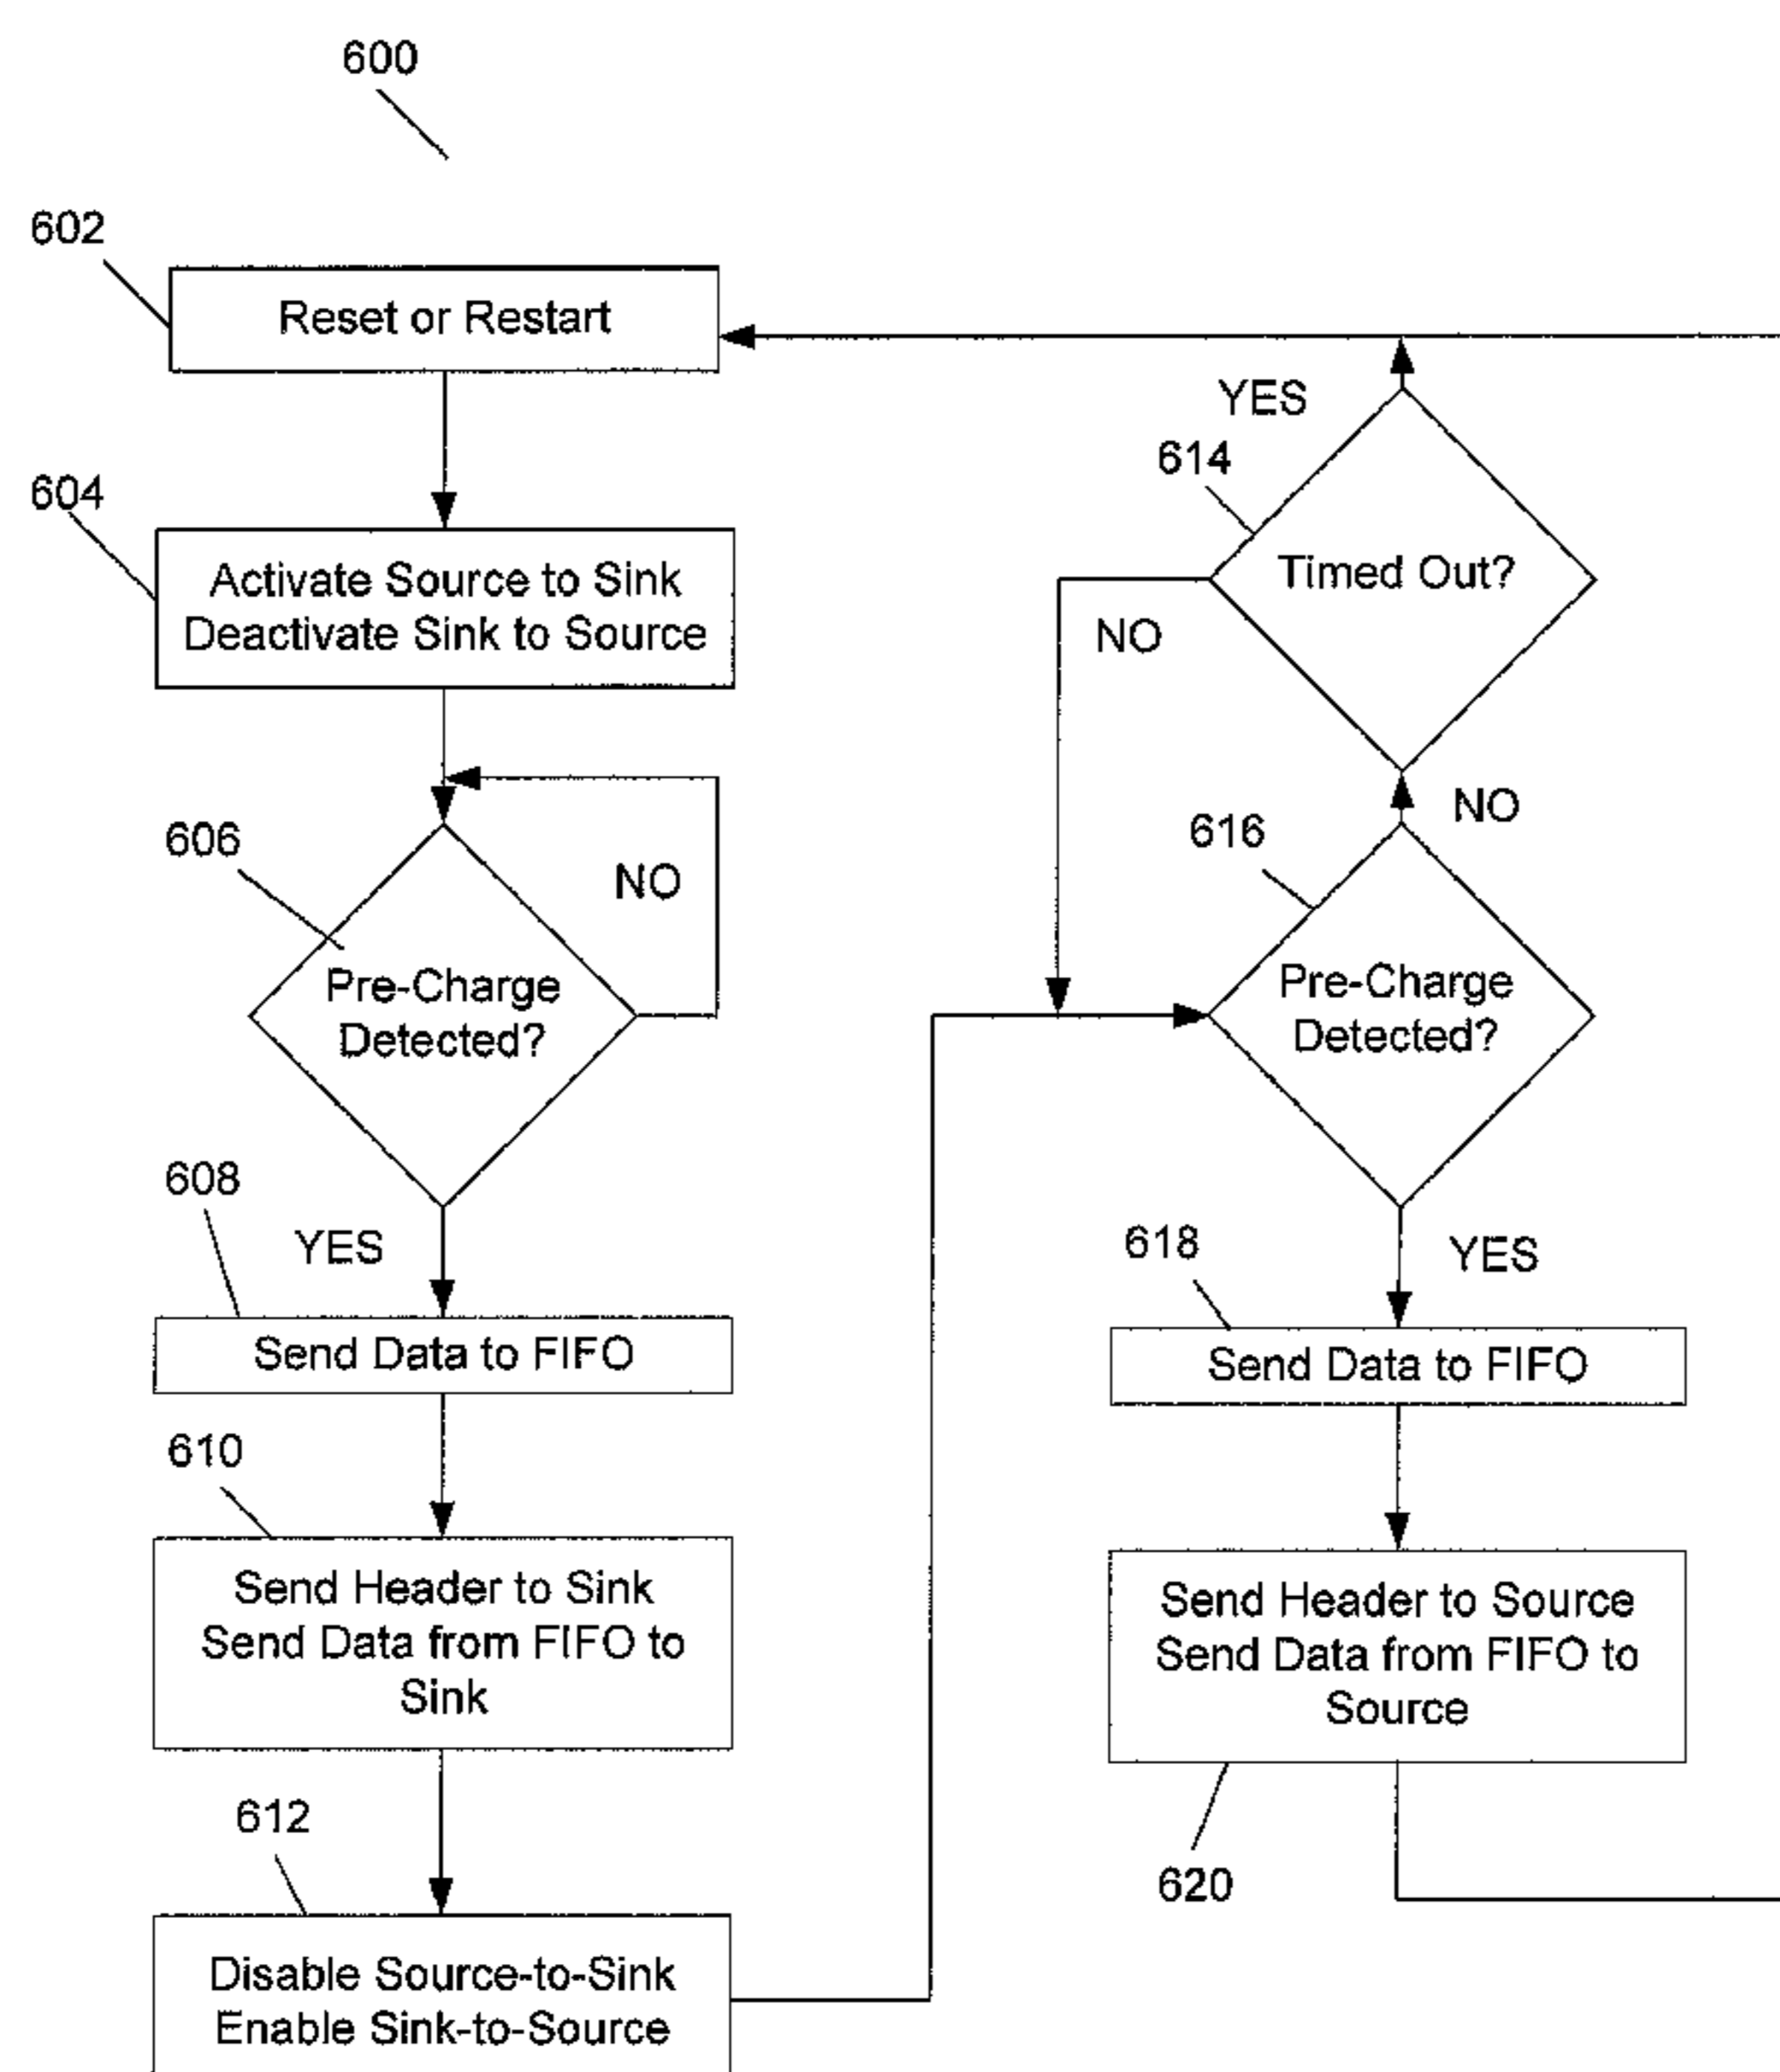 600
602
Reset or Restart
604
Activate Source to Sink
Deactivate Sink to Source
606
NO
Pre-Charge
Detected?
608
YES
Send Data to FIFO
610
Send Header to Sink
Send Data from FIFO to
Sink
612
Disable Source-to-Sink
Enable Sink-to-Source
YES
614
Timed Out?
NO
NO
616
Pre-Charge
Detected?
618
YES
Send Data to FIFO
Send Header to Source
Send Data from FIFO to
Source
620